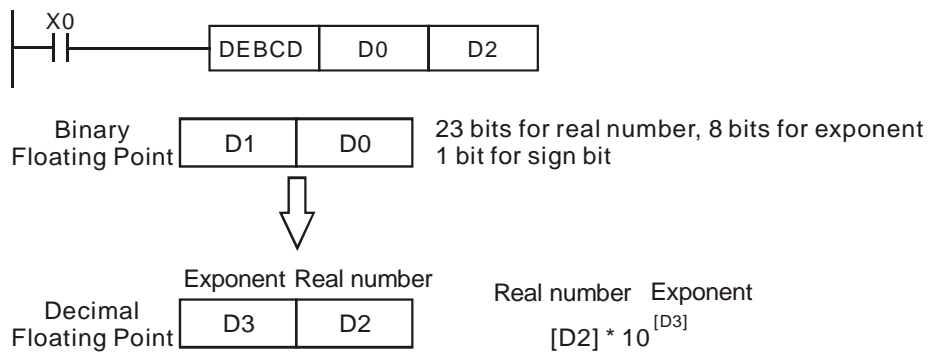 X0
DEBCD D0 D2
Binary
Floating Point
D1 D0
23 bits for real number, 8 bits for exponent
1 bit for sign bit
Exponent Real number
Decimal
Floating Point
D3 D2
Real number Exponent
[D2] * 10 [D3]